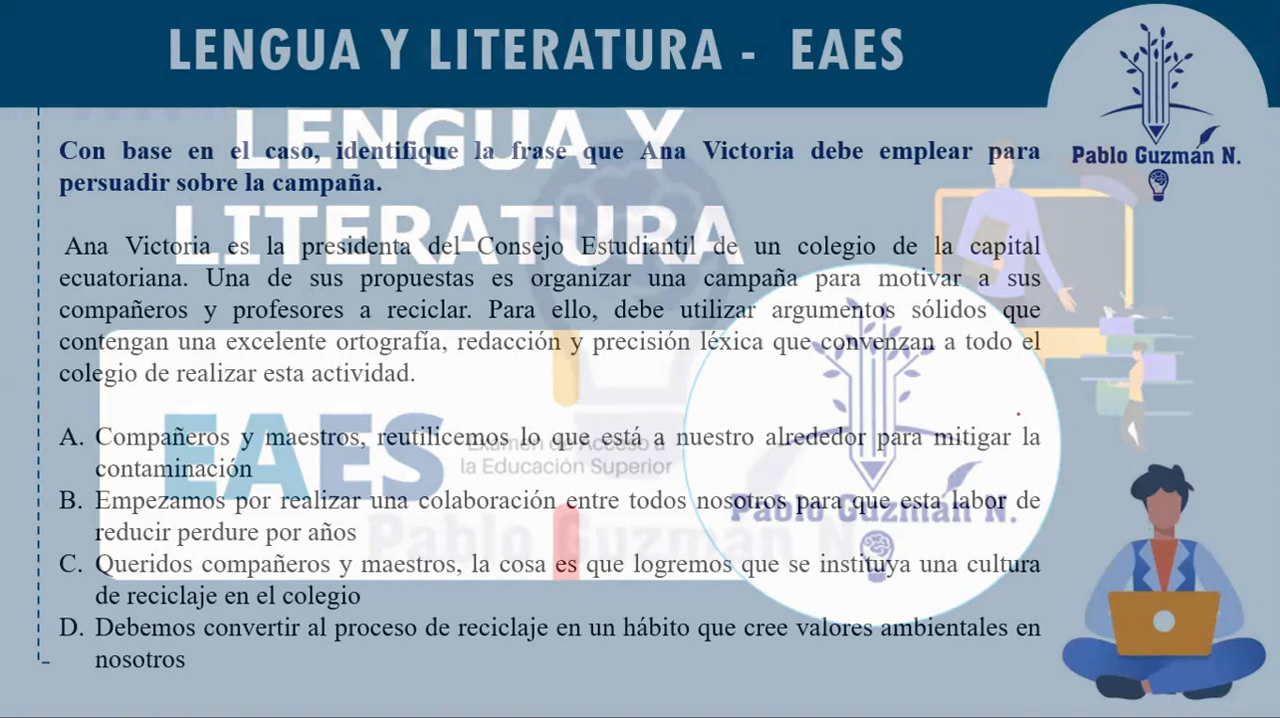 LENGUA Y LITERATURA - EAES
Pablo Guzmán N.
LENGUA Y
LITERATURA
Con base en el caso, identifique la frase que Ana Victoria debe emplear para
persuadir sobre la campaña.
Ana Victoria es la presidenta del Consejo Estudiantil de un colegio de la capital
ecuatoriana. Una de sus propuestas es organizar una campaña para motivar a sus
compañeros y profesores a reciclar. Para ello, debe utilizar argumentos sólidos que
contengan una excelente ortografía, redacción y precisión léxica que convenzan a todo el
colegio de realizar esta actividad.
EAES
Examen de Acceso a
la Educación Superior
A. Compañeros y maestros, reutilicemos lo que está a nuestro alrededor para mitigar la
contaminación
B. Empezamos por realizar una colaboración entre todos nosotros para que esta labor de
reducir perdure por años
Pablo Guzmán N.
Pablo Guzmán N.
C. Queridos compañeros y maestros, la cosa es que logremos que se instituya una cultura
de reciclaje en el colegio
D. Debemos convertir al proceso de reciclaje en un hábito que cree valores ambientales en
nosotros